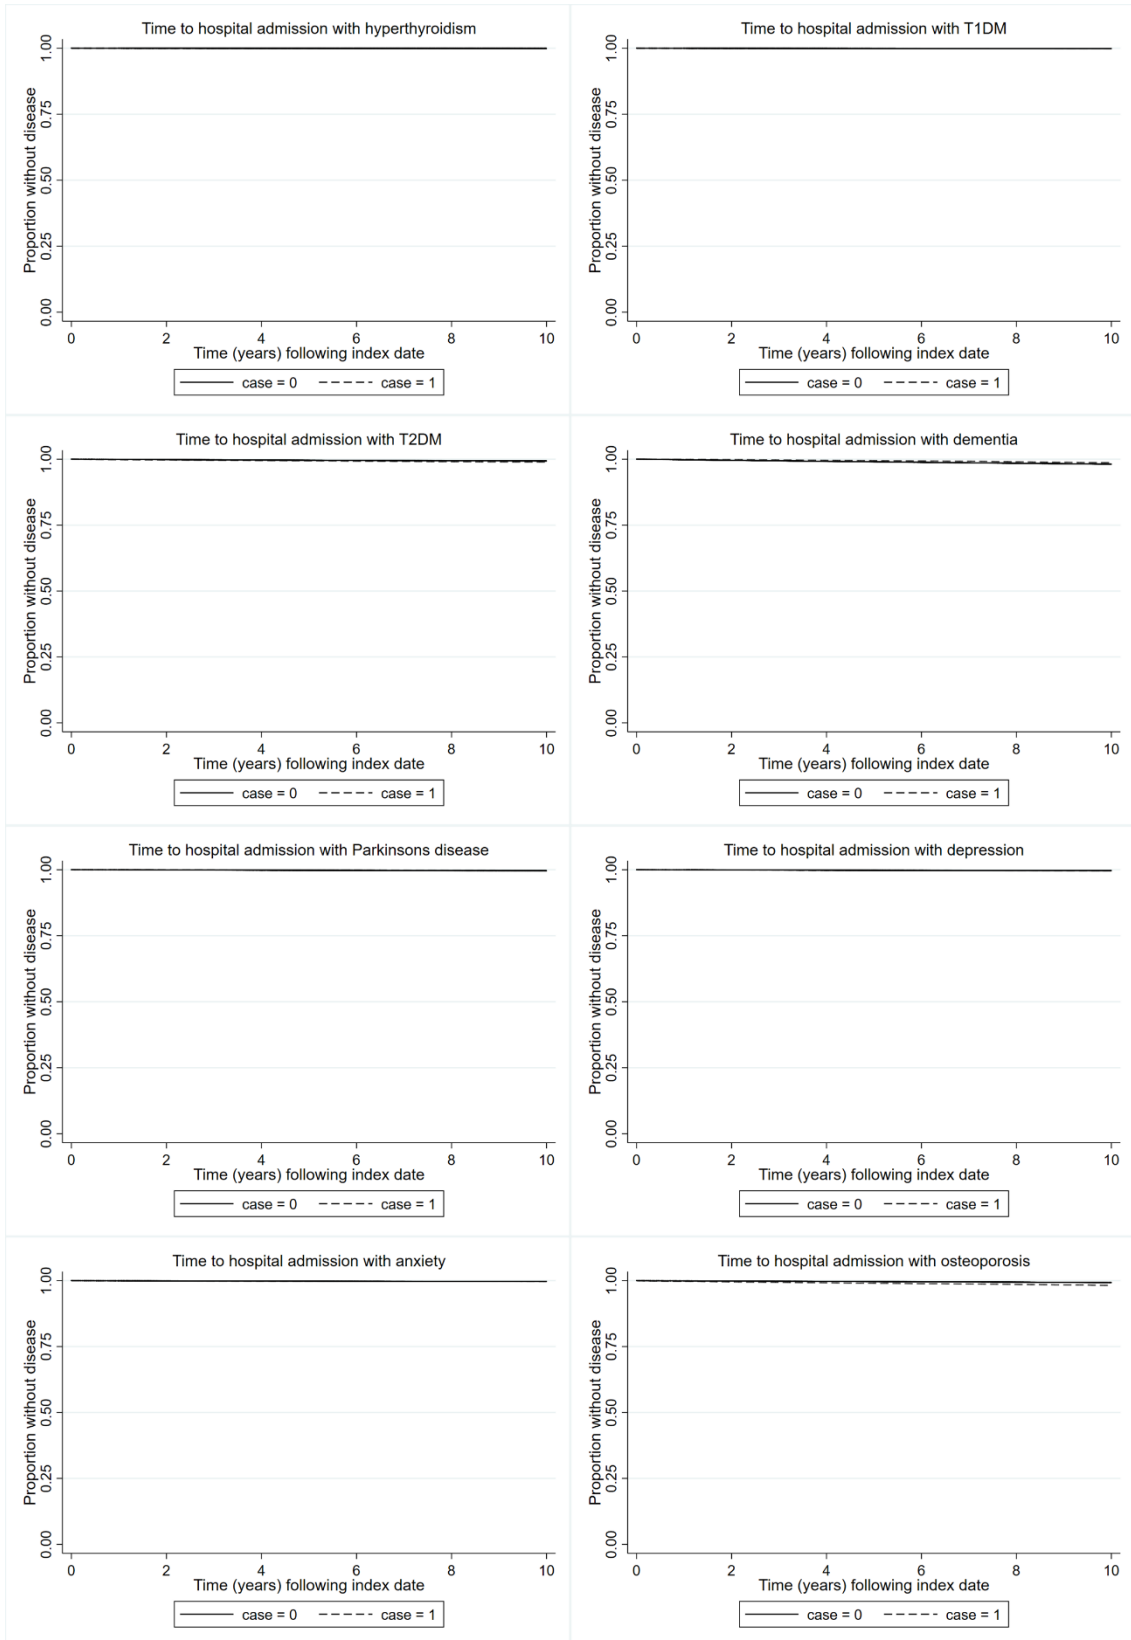 Time to hospital admission with hyperthyroidism
Proportion without disease
1.00
0.75
0.50
0.25
0.00
0 2 4 6 8 10
Time (years) following index date
case = 0 case = 1
Time to hospital admission with T1DM
Proportion without disease
1.00
0.75
0.50
0.25
0.00
0 2 4 6 8 10
Time (years) following index date
case = 0 case = 1
Time to hospital admission with T2DM
Proportion without disease
1.00
0.75
0.50
0.25
0.00
0 2 4 6 8 10
Time (years) following index date
case = 0 case = 1
Time to hospital admission with dementia
Proportion without disease
1.00
0.75
0.50
0.25
0.00
0 2 4 6 8 10
Time (years) following index date
case = 0 case = 1
Time to hospital admission with Parkinsons disease
Proportion without disease
1.00
0.75
0.50
0.25
0.00
0 2 4 6 8 10
Time (years) following index date
case = 0 case = 1
Time to hospital admission with depression
Proportion without disease
1.00
0.75
0.50
0.25
0.00
0 2 4 6 8 10
Time (years) following index date
case = 0 case = 1
Time to hospital admission with anxiety
Proportion without disease
1.00
0.75
0.50
0.25
0.00
0 2 4 6 8 10
Time (years) following index date
case = 0 case = 1
Time to hospital admission with osteoporosis
Proportion without disease
1.00
0.75
0.50
0.25
0.00
0 2 4 6 8 10
Time (years) following index date
case = 0 case = 1